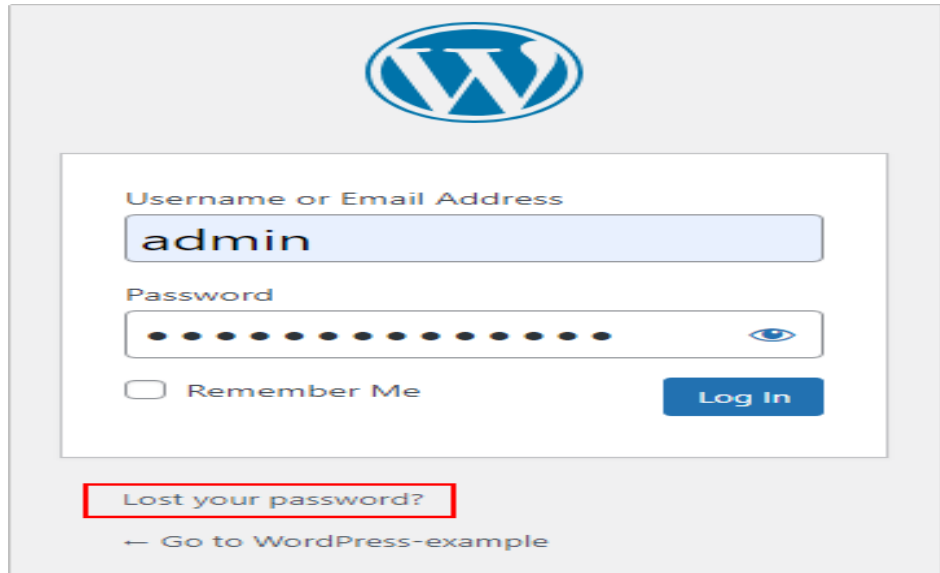 Username or Email Address
admin
Password
●●●●●●●●●●●●●●
Remember Me
Log In
Lost your password?
← Go to WordPress-example